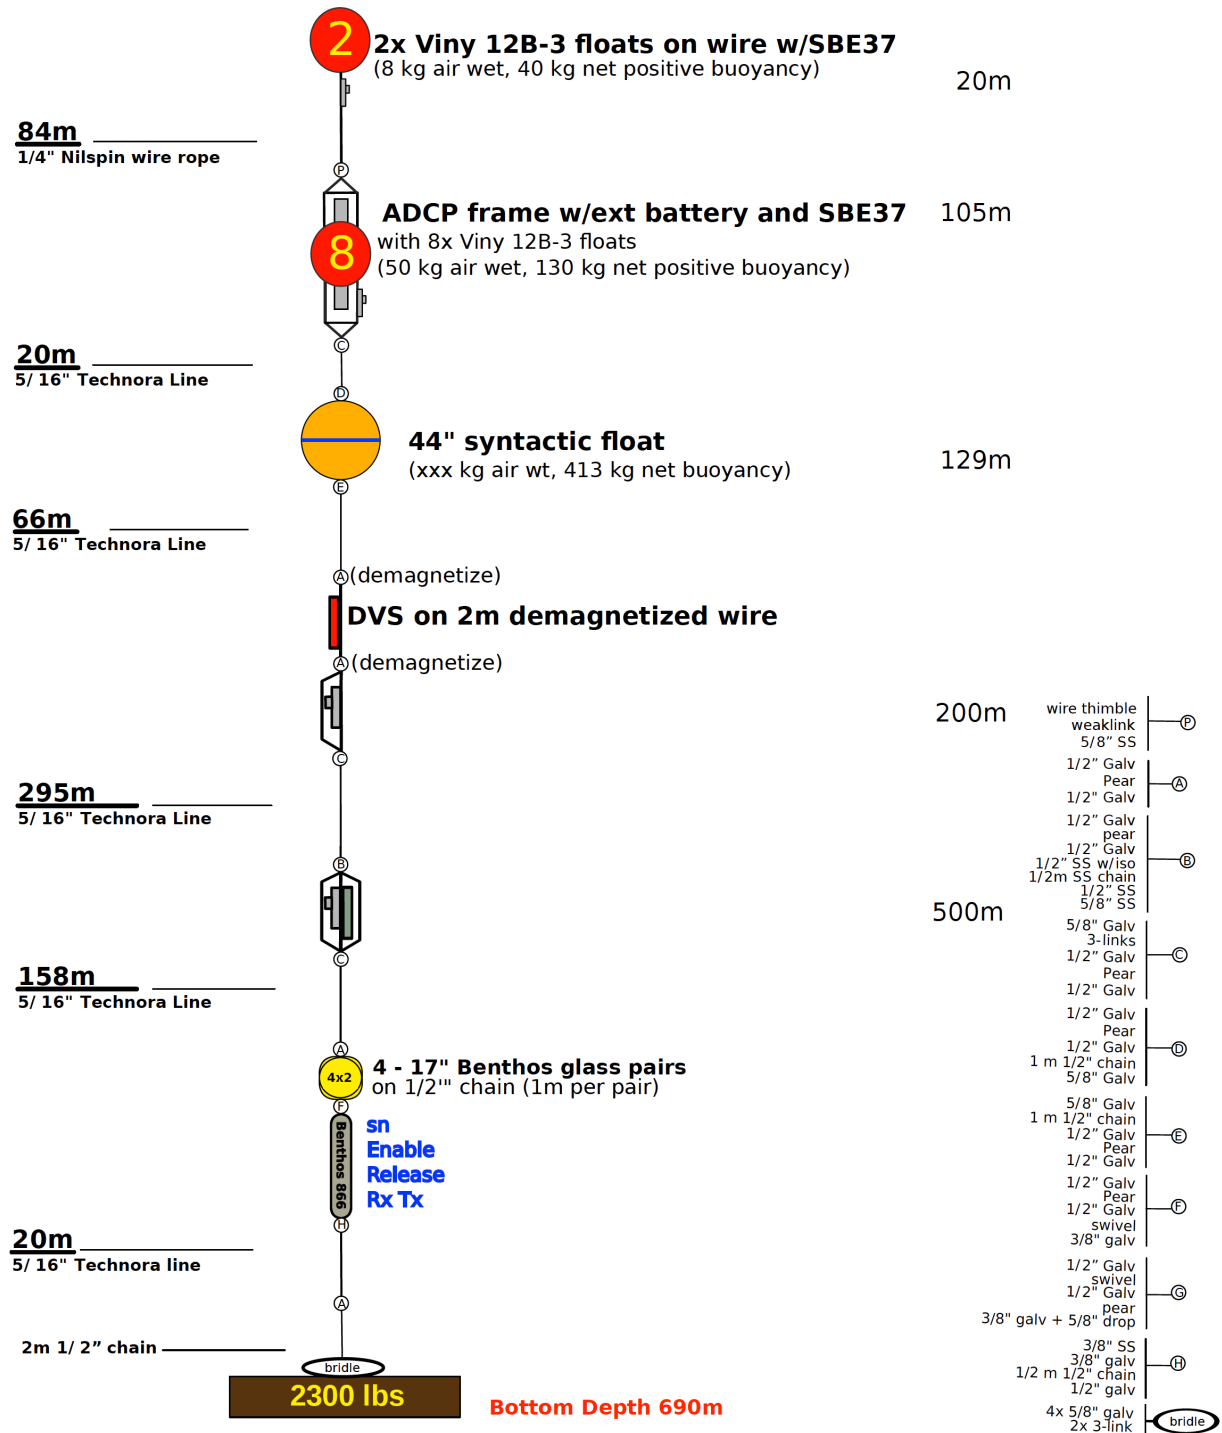 2
2x Viny 12B-3 floats on wire w/SBE37
(8 kg air wet, 40 kg net positive buoyancy)
20m
84m
1/4" Nilspin wire rope
P
ADCP frame w/ext battery and SBE37
105m
with 8x Viny 12B-3 floats
8
(50 kg air wet, 130 kg net positive buoyancy)
C
20m
5/ 16" Technora Line
D
44" syntactic float
(xxx kg air wt, 413 kg net buoyancy)
129m
E
66m
5/ 16" Technora Line
A
(demagnetize)
DVS on 2m demagnetized wire
A
(demagnetize)
200m
C
295m
5/ 16" Technora Line
B
500m
C
158m
5/ 16" Technora Line
A
4x2
4 - 17" Benthos glass pairs
on 1/2'" chain (1m per pair)
F
Benthos 866
sn
Enable
Release
Rx Tx
H
20m
5/ 16" Technora line
A
2m 1/ 2” chain
bridle
2300 lbs
Bottom Depth 690m
wire thimble
weaklink
5/8” SS
P
1/2” Galv
Pear
1/2" Galv
A
1/2” Galv
pear
1/2” Galv
1/2” SS w/iso
1/2m SS chain
1/2” SS
5/8” SS
B
5/8" Galv
3-links
1/2” Galv
Pear
1/2" Galv
C
1/2” Galv
Pear
1/2" Galv
1 m 1/2" chain
5/8" Galv
D
5/8" Galv
1 m 1/2" chain
1/2” Galv
Pear
1/2" Galv
E
1/2” Galv
Pear
1/2" Galv
swivel
3/8" galv
F
1/2” Galv
swivel
1/2" Galv
pear
3/8" galv + 5/8" drop
G
3/8" SS
3/8" galv
1/2 m 1/2" chain
1/2" galv
H
4x 5/8" galv
2x 3-link
bridle